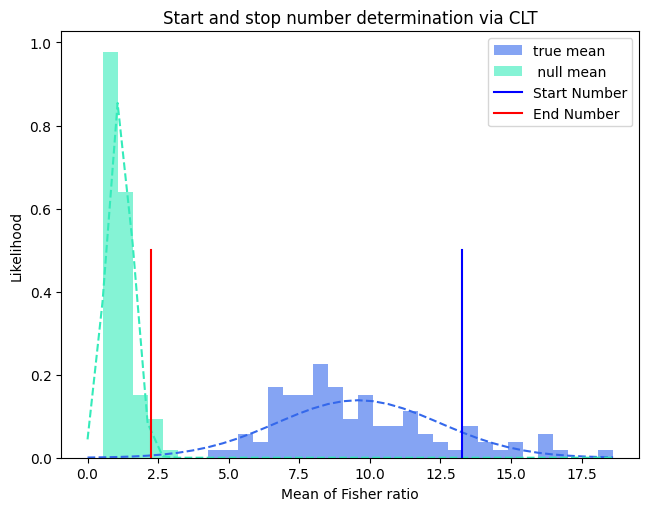 Start and stop number determination via CLT
true mean
null mean
Start Number
End Number
Likelihood
1.0
0.8
0.6
0.4
0.2
0.0
0.0 2.5 5.0 7.5 10.0 12.5 15.0 17.5
Mean of Fisher ratio